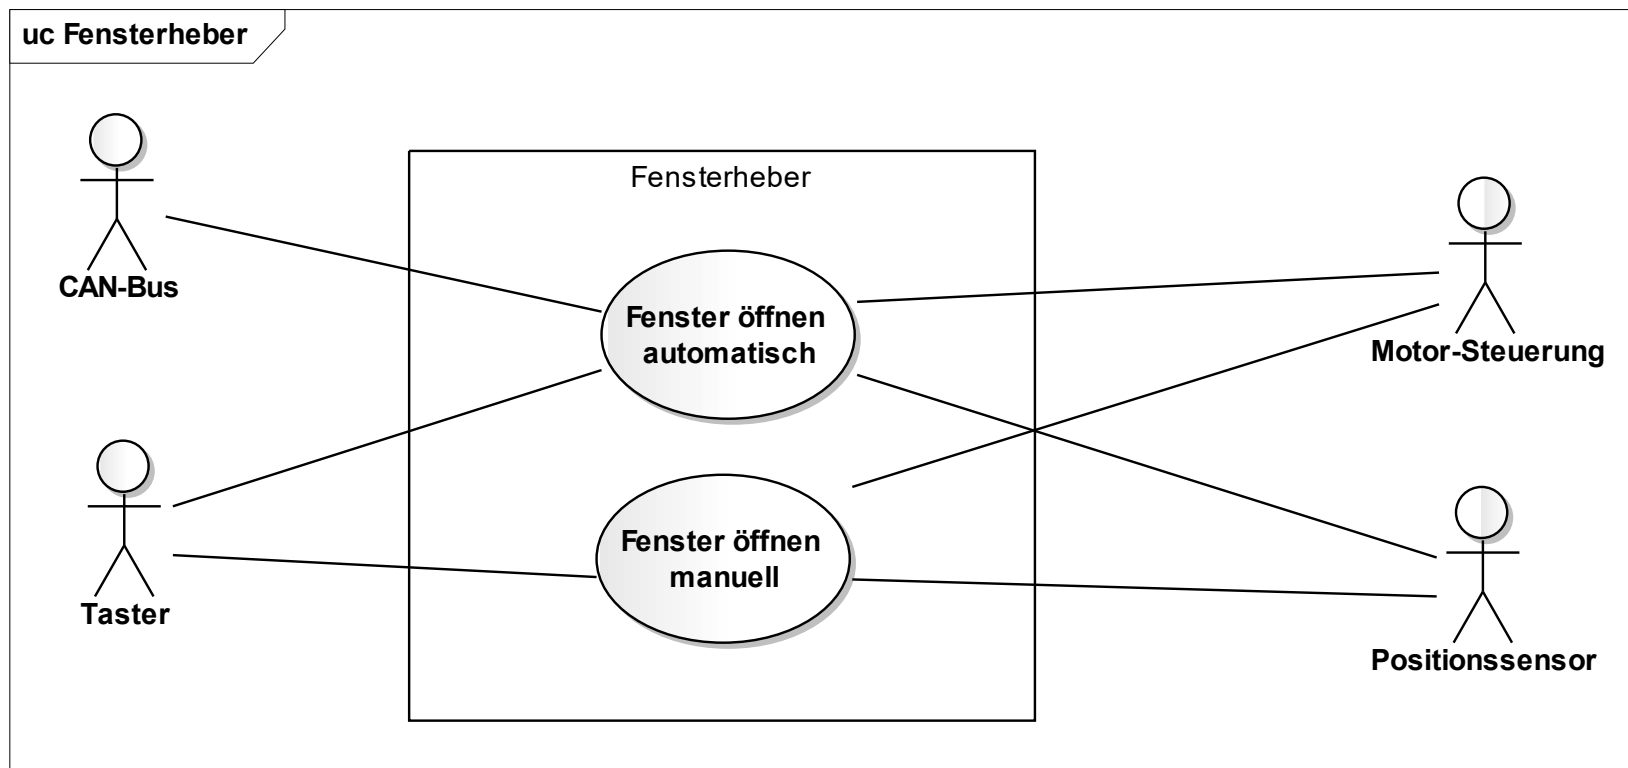 uc Fensterheber
Fensterheber
CAN-Bus
Fenster öffnen
automatisch
Motor-Steuerung
Taster
Fenster öffnen
manuell
Positionssensor